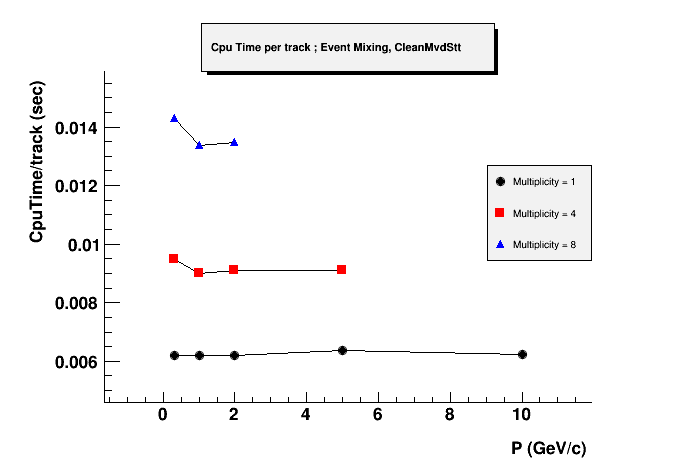 Cpu Time per track ; Event Mixing, CleanMvdStt
CpuTime/track (sec)
0.014
0.012
0.01
0.008
0.006
Multiplicity = 1
Multiplicity = 4
Multiplicity = 8
0 2 4 6 8 10
P (GeV/c)